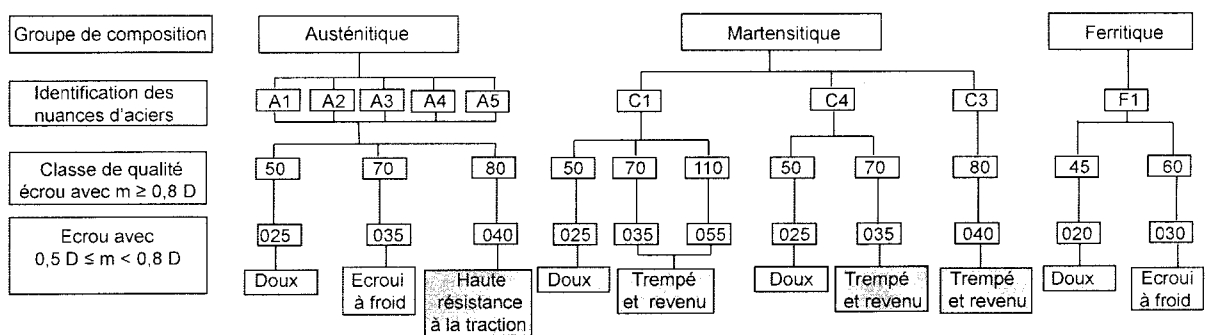 Groupe de composition
Austénitique
Martensitique
Ferritique
Identification des
nuances d'aciers
A1 A2 A3 A4 A5 C1 C4 C3 F1
Classe de qualité
écrou avec m ≥ 0,8 D
50 70 80 50 70 110 50 70 80 45 60
Ecrou avec
0,5 D ≤ m < 0,8 D
025 035 040 025 035 055 025 035 040 020 030
Doux
Ecroui
à froid
Haute
résistance
à la traction
Doux
Trempé
et revenu
Doux
Trempé
et revenu
Trempé
et revenu
Doux
Ecroui
à froid